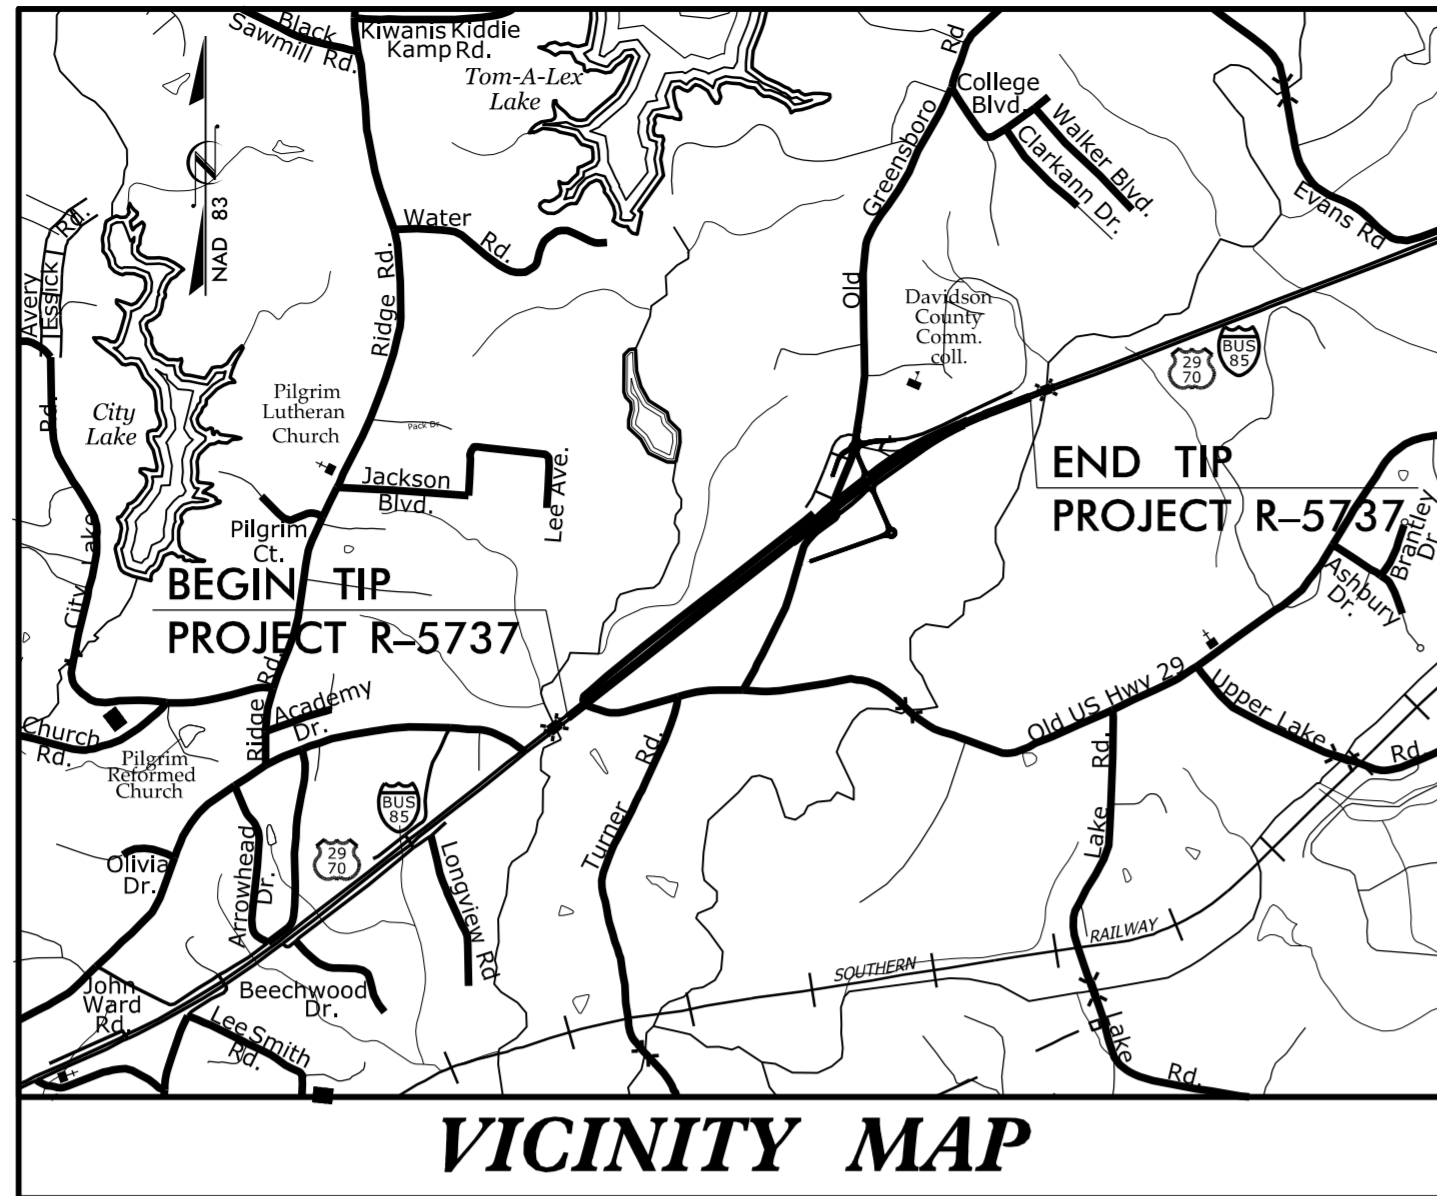 Black
Sawmill Rd.
Kiwanis Kiddie
Kamp Rd.
Tom-A-Lex
Lake
Rd
College
Blvd.
Walker Blvd.
Clarkann Dr.
Greensboro
Old
Evans Rd
NAD 83
Rd.
Essick
Avery
Rd.
Water
Rd.
Ridge Rd.
Davidson
County
Comm.
coll.
29
70
BUS
85
City
Lake
Pilgrim
Lutheran
Church
Pack Dr
Jackson
Blvd.
Lee Ave.
Pilgrim
Ct.
City Lake
BEGIN TIP
PROJECT R–5737
END TIP
PROJECT R–5737
Brantley
Dr.
Ashbury
Dr.
Ridge Rd.
Academy
Dr.
Church
Rd.
Pilgrim
Reformed
Church
Old US Hwy 29
Upper Lake
Rd.
Turner
Rd.
Lake
Rd.
BUS
85
29
70
Olivia
Dr.
Arrowhead
Dr.
Longview Rd
John
Ward
Rd.
Beechwood
Dr.
Lee Smith
Rd.
SOUTHERN
RAILWAY
Lake
Rd.
VICINITY MAP